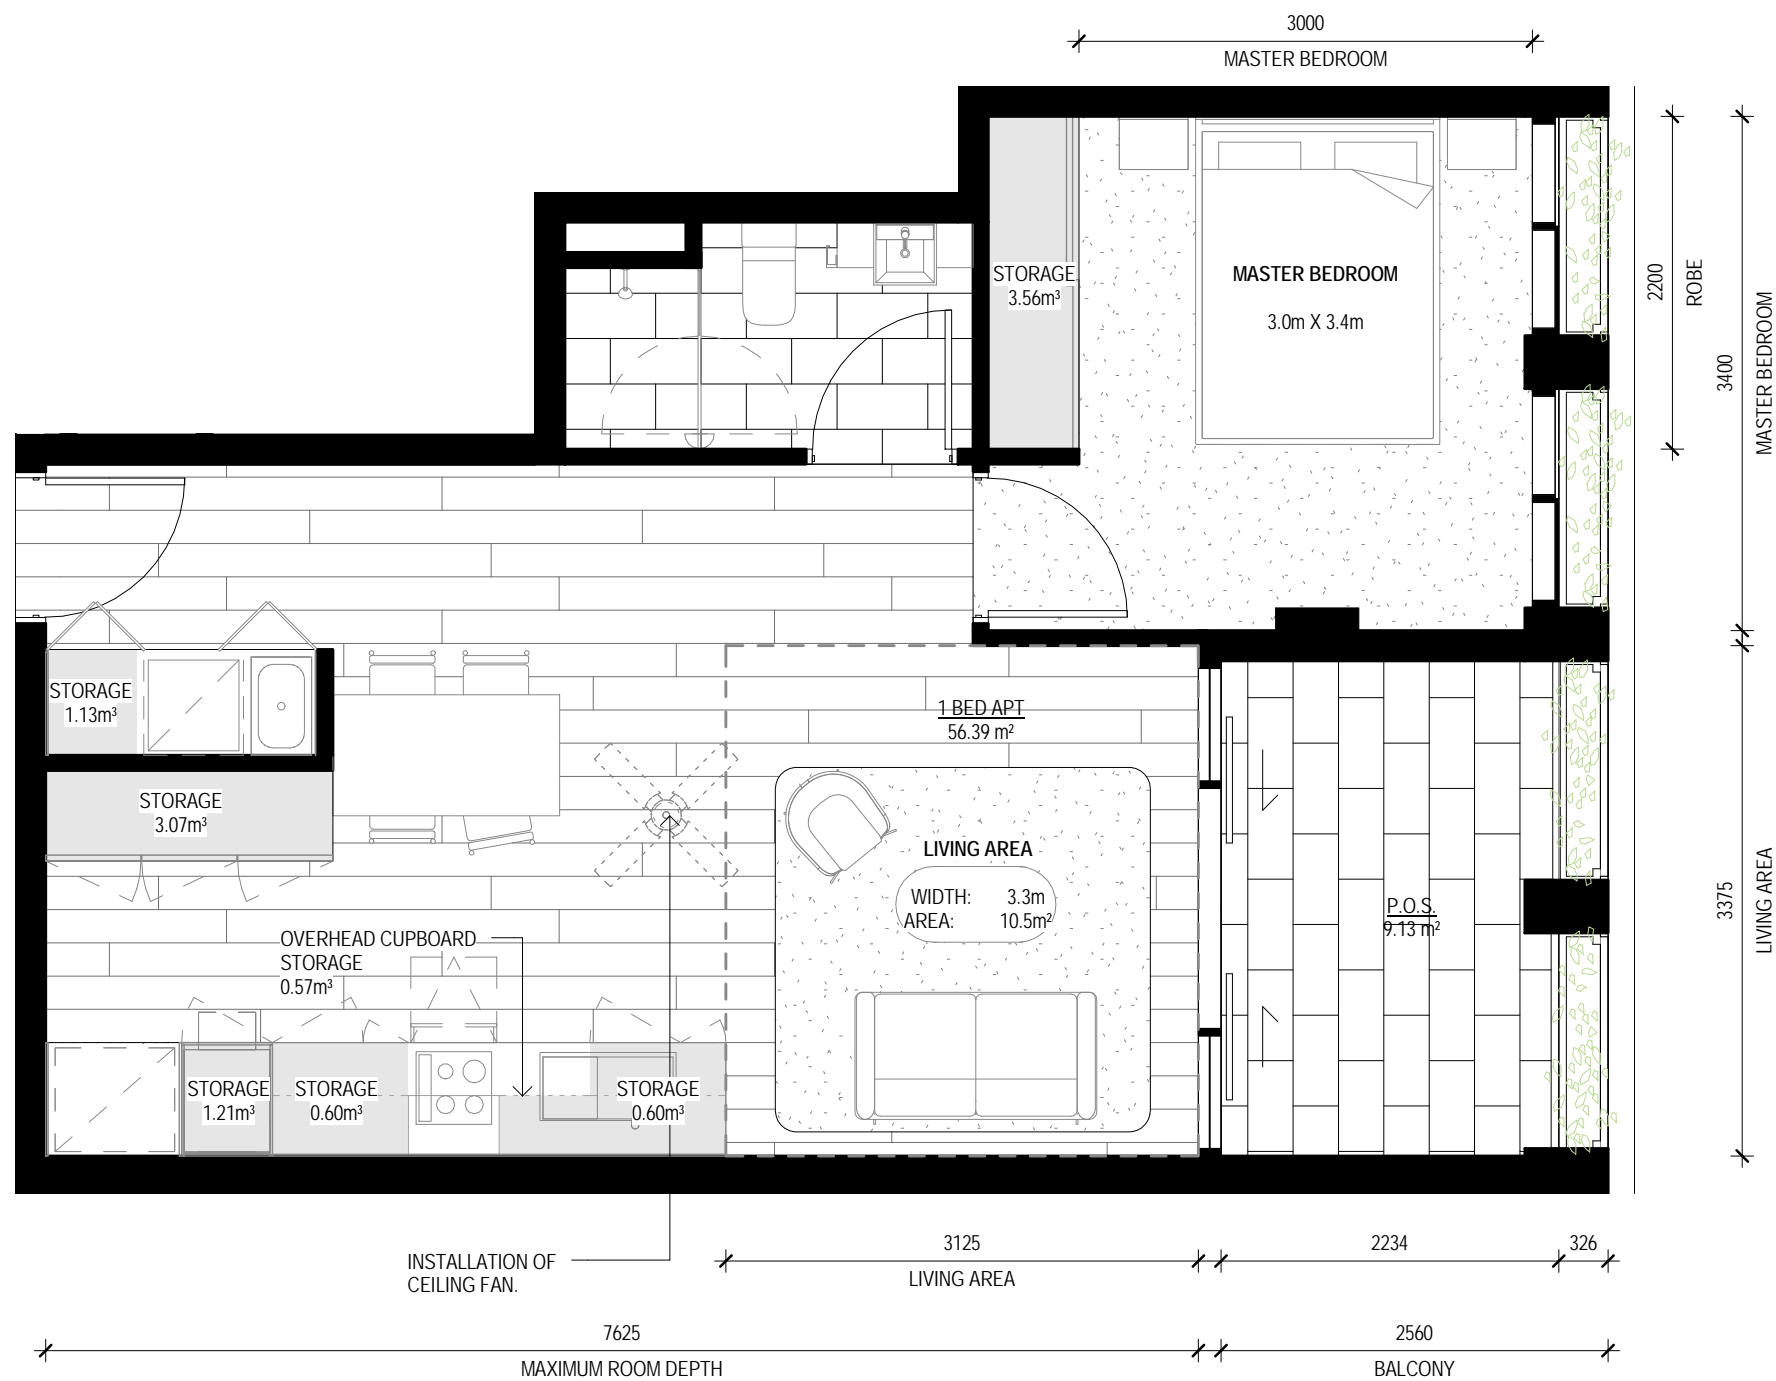 3000
MASTER BEDROOM
2200
ROBE
3400
MASTER BEDROOM
STORAGE
3.56m³
MASTER BEDROOM
3.0m X 3.4m
STORAGE
1.13m³
1 BED APT
56.39 m²
STORAGE
3.07m³
LIVING AREA
WIDTH: 3.3m
AREA: 10.5m²
P.O.S.
9.13 m²
3375
LIVING AREA
OVERHEAD CUPBOARD
STORAGE
0.57m³
STORAGE
1.21m³
STORAGE
0.60m³
STORAGE
0.60m³
INSTALLATION OF
CEILING FAN.
3125
LIVING AREA
2234
326
7625
MAXIMUM ROOM DEPTH
2560
BALCONY